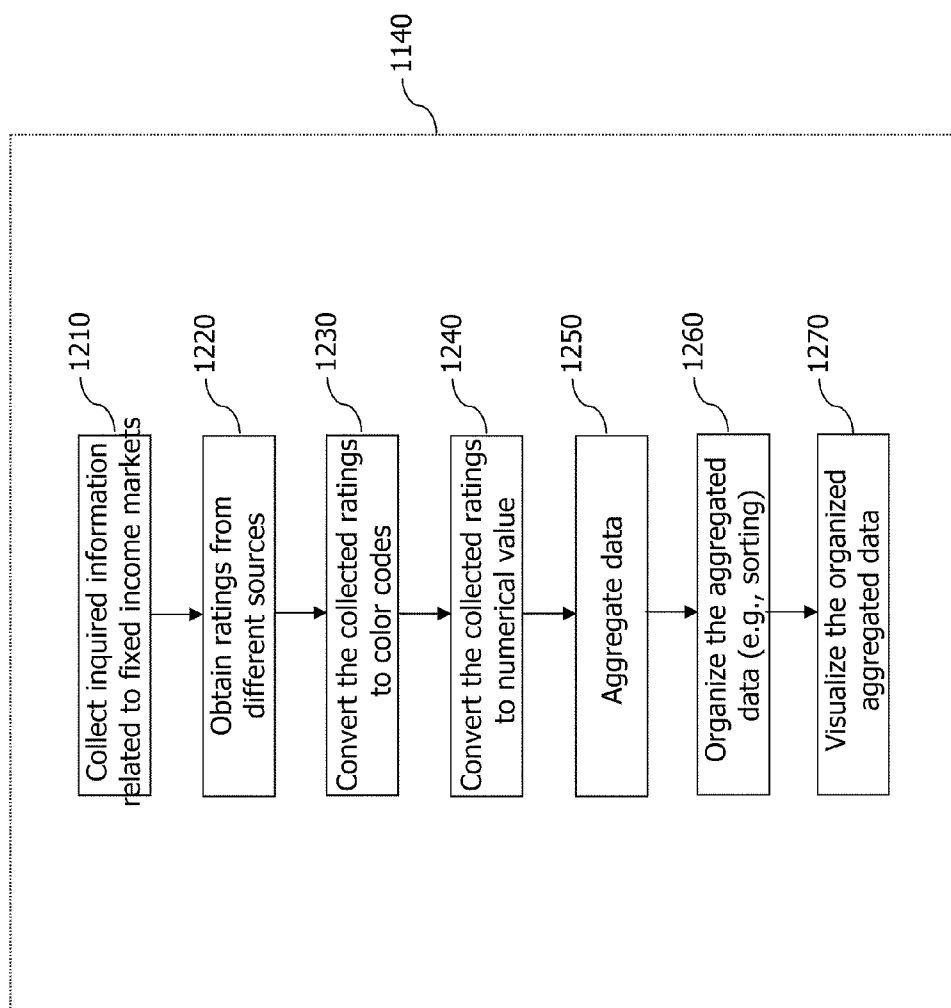 1140
1210
Collect inquired information
related to fixed income markets
1220
Obtain ratings from
different sources
1230
Convert the collected ratings
to color codes
1240
Convert the collected ratings
to numerical value
1250
Aggregate data
1260
Organize the aggregated
data (e.g., sorting)
1270
Visualize the organized
aggregated data